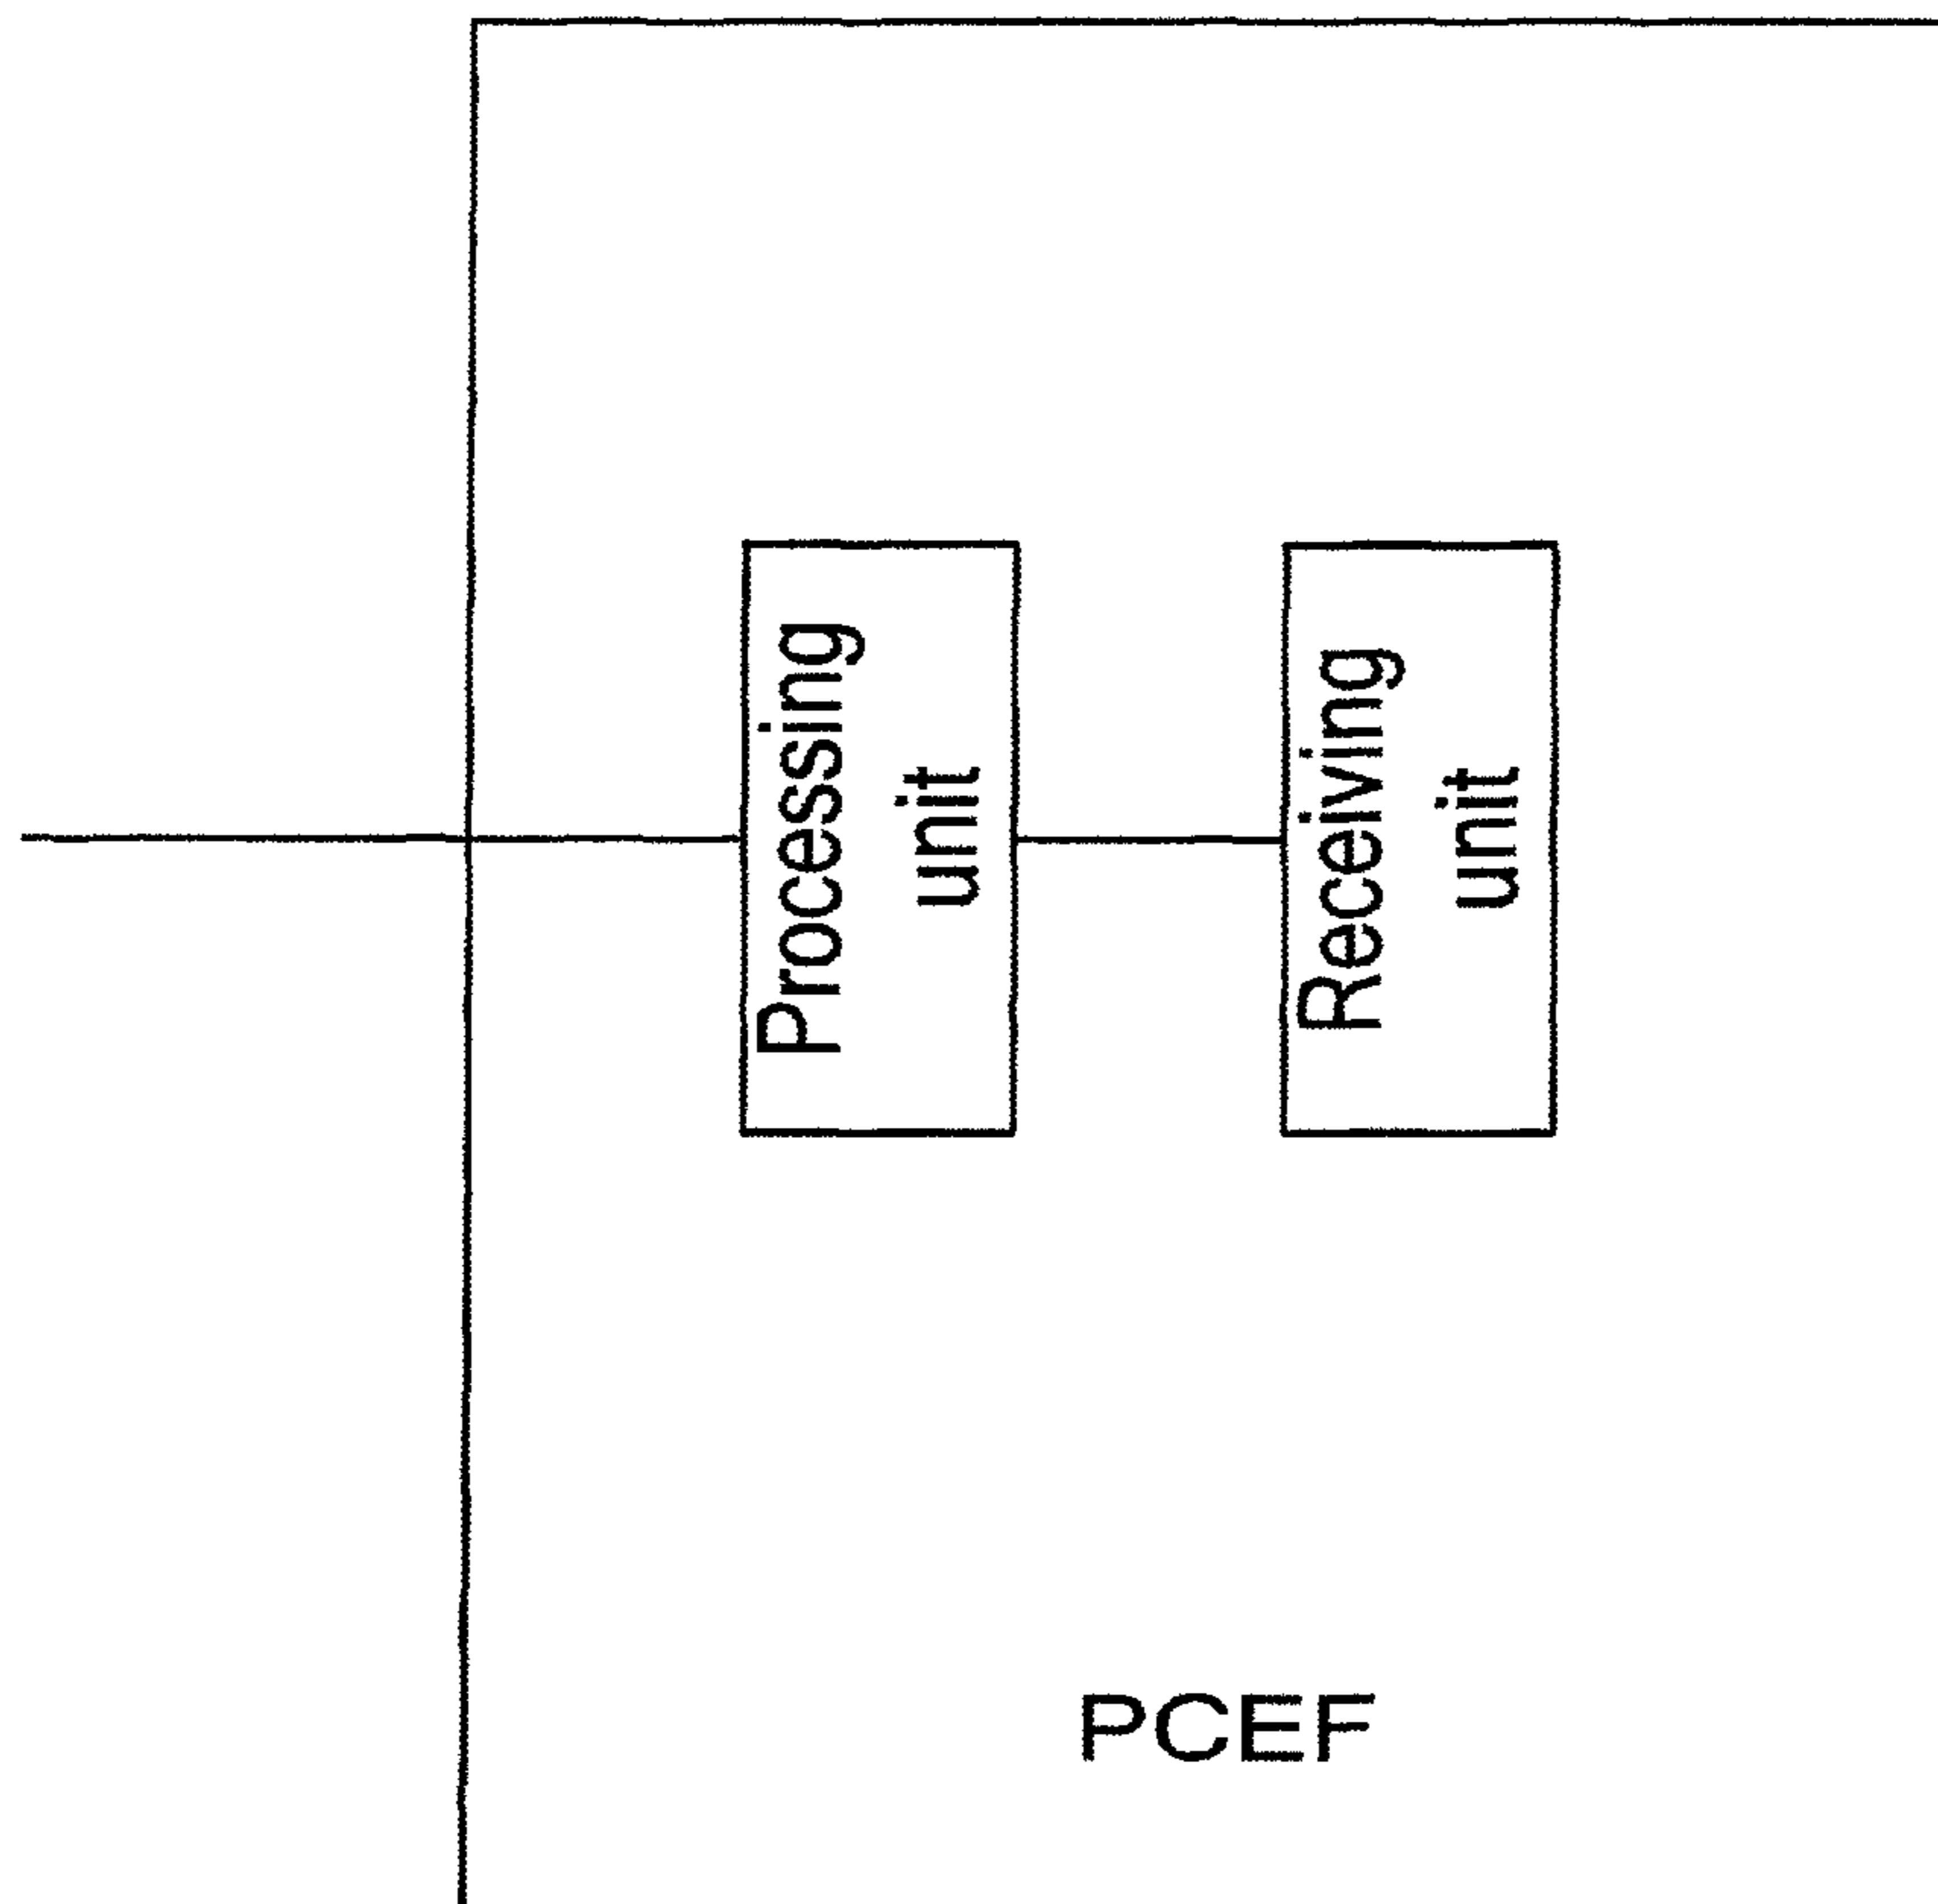 Processing
unit
Receiving
unit
PCEF